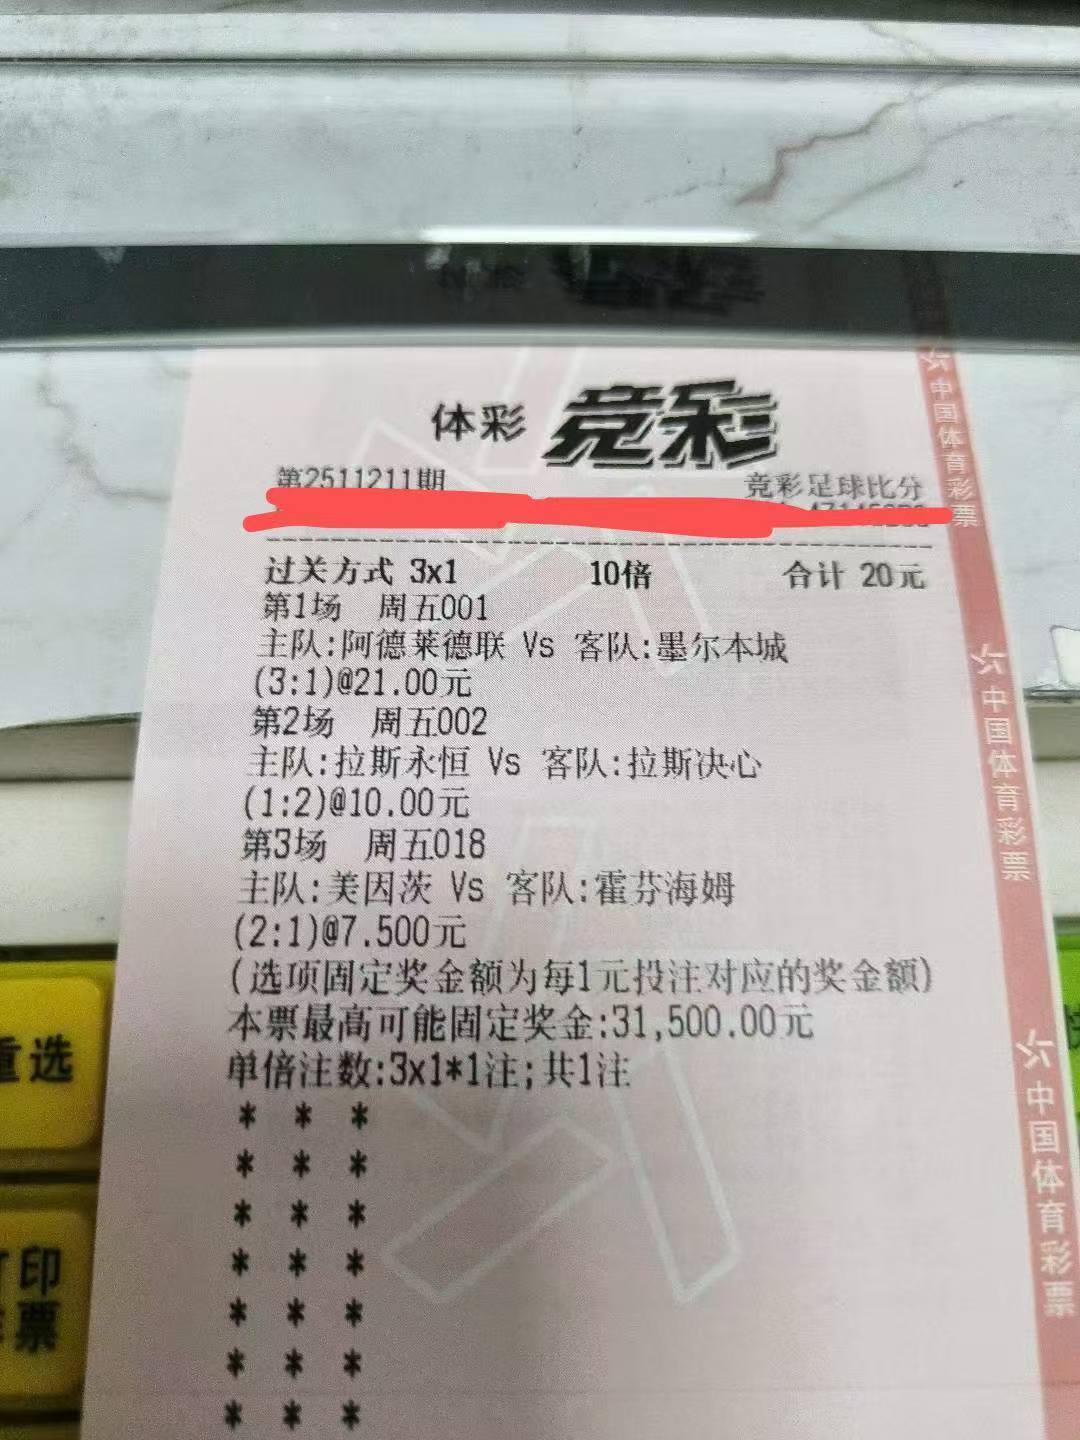 体彩 竞彩
第2511211期 竞彩足球比分
过关方式 3x1 10倍 合计 20元
第1场 周五001
主队:阿德莱德联 Vs 客队:墨尔本城
(3:1)@21.00元
第2场 周五002
主队:拉斯永恒 Vs 客队:拉斯决心
(1:2)@10.00元
第3场 周五018
主队:美因茨 Vs 客队:霍芬海姆
(2:1)@7.500元
(选项固定奖金额为每1元投注对应的奖金额)
本票最高可能固定奖金:31,500.00元
单倍注数:3x1*1注;共1注
* * *
* * *
* * *
* * *
* * *
* * *
* * *
中国体育彩票
中国体育彩票
中国体育彩票
重选
打印
票